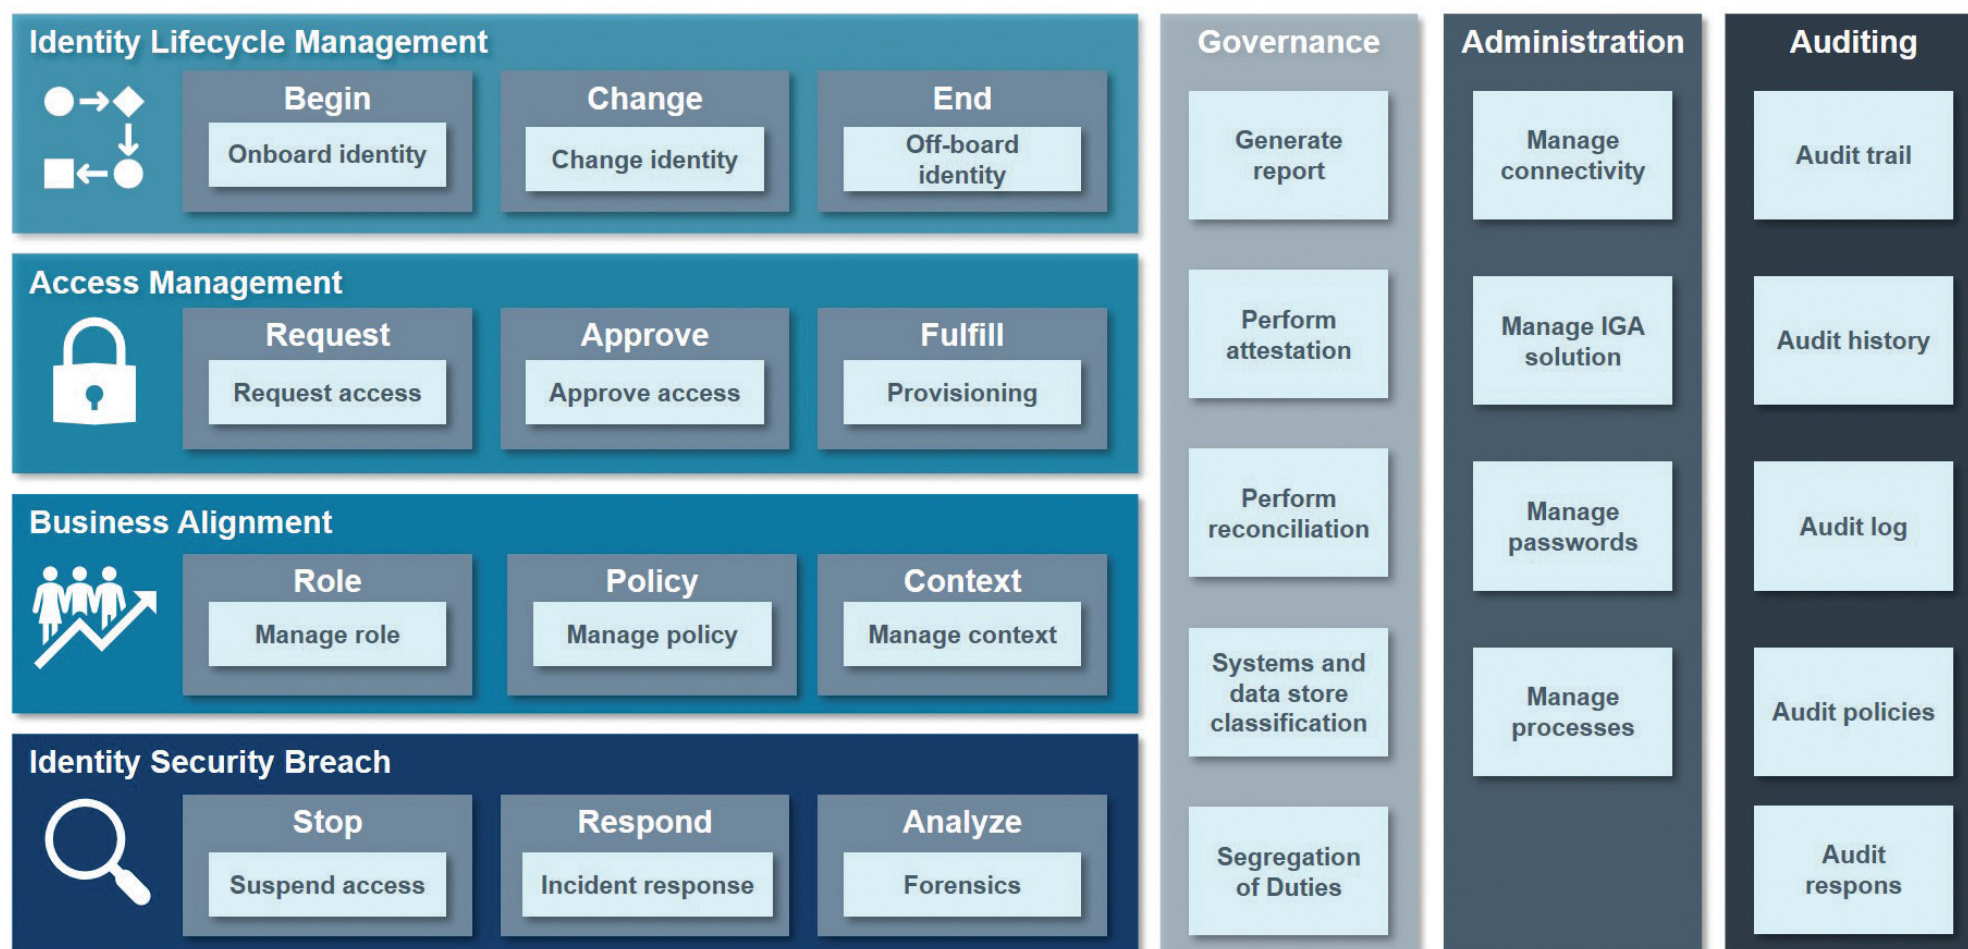 Identity Lifecycle Management
Begin
Onboard identity
Change
Change identity
End
Off-board
identity
Access Management
Request
Request access
Approve
Approve access
Fulfill
Provisioning
Business Alignment
Role
Manage role
Policy
Manage policy
Context
Manage context
Identity Security Breach
Stop
Suspend access
Respond
Incident response
Analyze
Forensics
Governance
Generate
report
Perform
attestation
Perform
reconciliation
Systems and
data store
classification
Segregation
of Duties
Administration
Manage
connectivity
Manage IGA
solution
Manage
passwords
Manage
processes
Auditing
Audit trail
Audit history
Audit log
Audit policies
Audit
respons